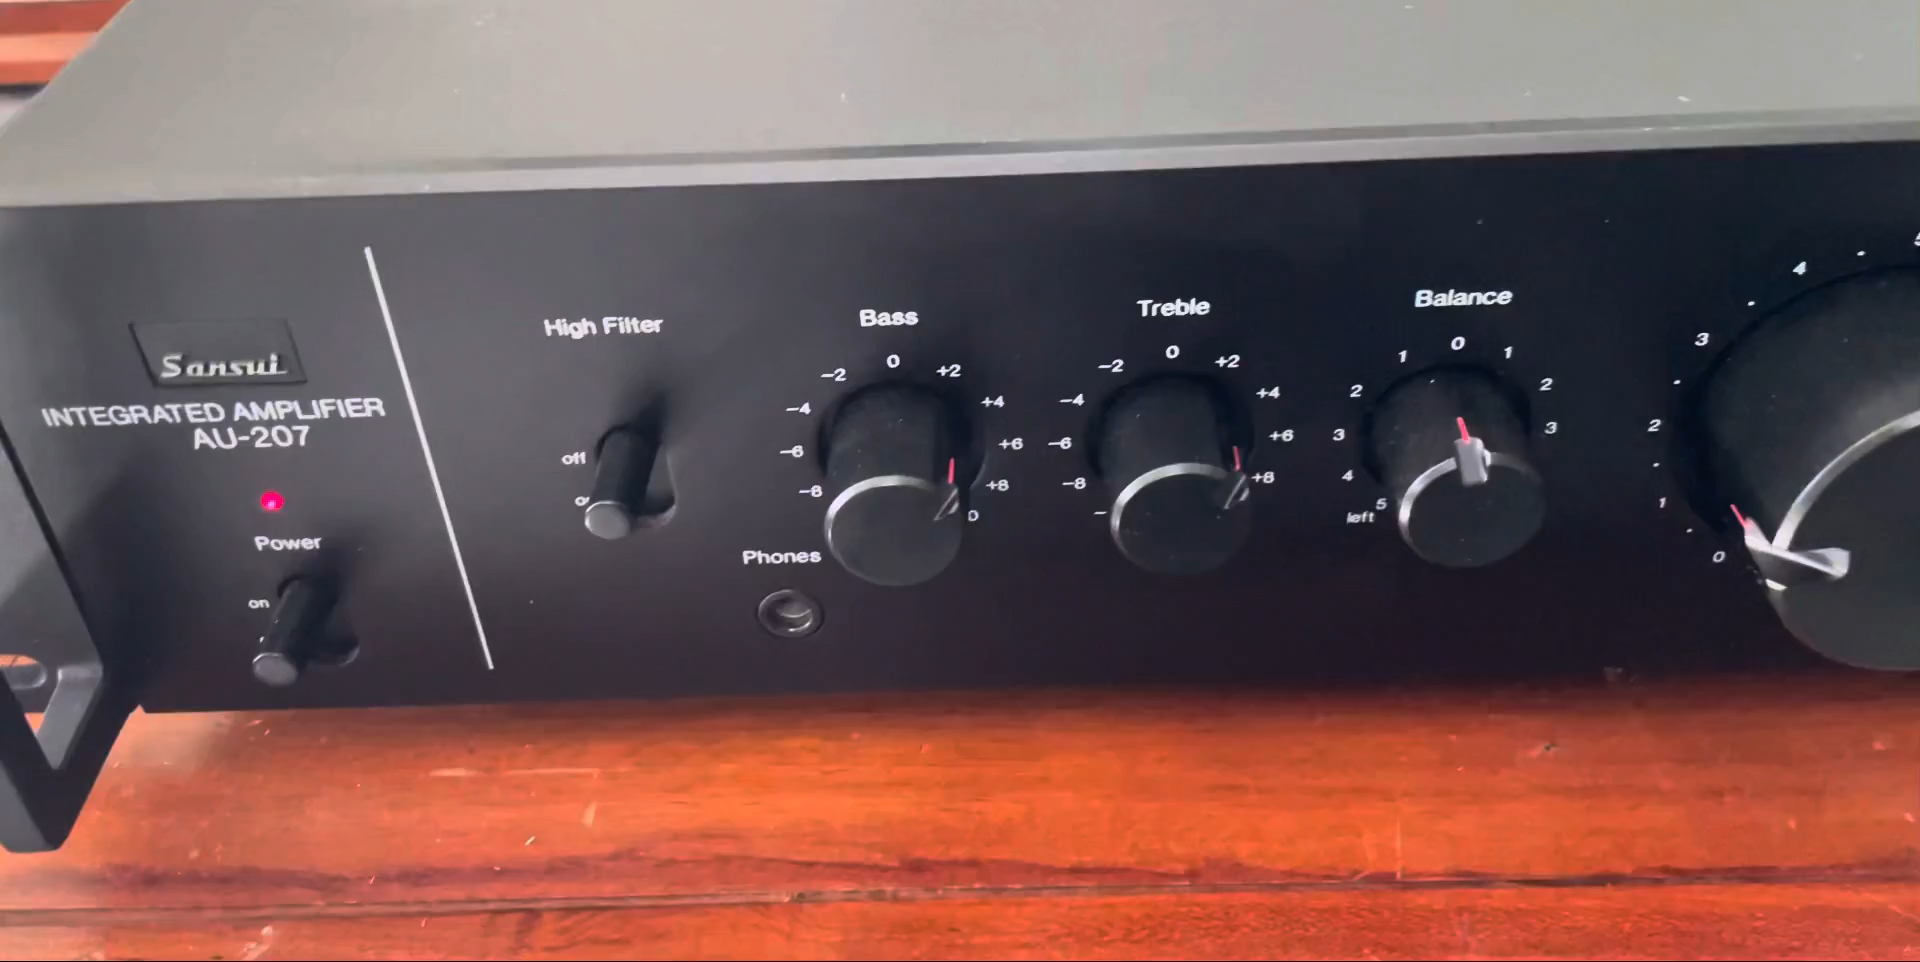 Sansui
INTEGRATED AMPLIFIER
AU-207
Power
on
High Filter
off
Phones
Bass
-8
-6
-4
-2
0
+2
+4
+6
+8
Treble
-8
-6
-4
-2
0
+2
+4
+6
+8
Balance
left
5
4
3
2
1
0
1
2
3
0
1
2
3
4